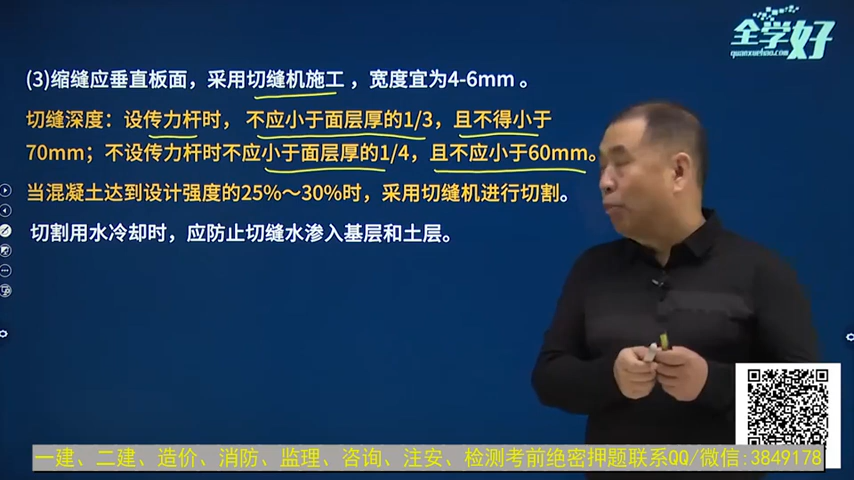 全学好
quanxuehao.com
(3)缩缝应垂直板面，采用切缝机施工，宽度宜为4-6mm。
切缝深度：设传力杆时，不应小于面层厚的1/3，且不得小于
70mm；不设传力杆时不应小于面层厚的1/4，且不应小于60mm。
当混凝土达到设计强度的25%～30%时，采用切缝机进行切割。
切割用水冷却时，应防止切缝水渗入基层和土层。
一建、二建、造价、消防、监理、咨询、注安、检测考前绝密押题联系QQ/微信:3849178